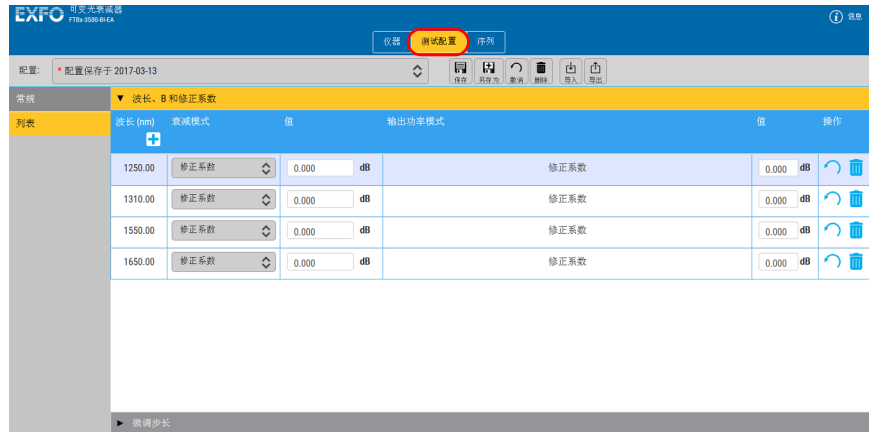 EXFO 可变光衰减器
FTBx-3500-BI-EA
信息
仪器 测试配置 序列
配置: * 配置保存于 2017-03-13
保存 另存为 撤消 删除 导入 导出
常规
列表
▼ 波长、B 和修正系数
波长 (nm) 衰减模式 值 输出功率模式 值 操作
1250.00 修正系数 0.000 dB 修正系数 0.000 dB
1310.00 修正系数 0.000 dB 修正系数 0.000 dB
1550.00 修正系数 0.000 dB 修正系数 0.000 dB
1650.00 修正系数 0.000 dB 修正系数 0.000 dB
► 微调步长